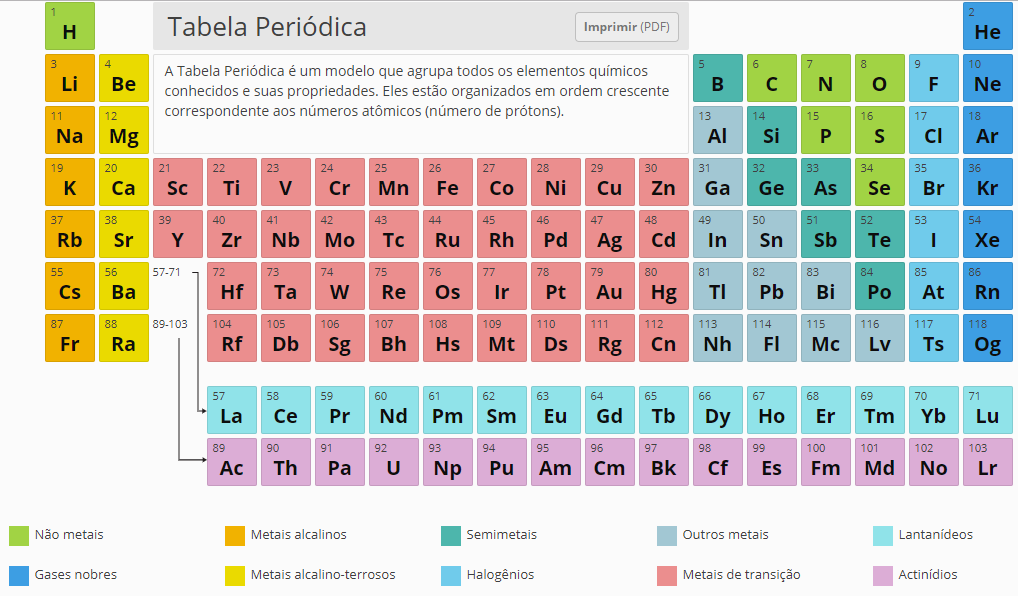 1 H
Tabela Periódica
Imprimir (PDF)
2 He
3 Li 4 Be
A Tabela Periódica é um modelo que agrupa todos os elementos químicos
conhecidos e suas propriedades. Eles estão organizados em ordem crescente
correspondente aos números atômicos (número de prótons).
5 B 6 C 7 N 8 O 9 F 10 Ne
11 Na 12 Mg 13 Al 14 Si 15 P 16 S 17 Cl 18 Ar
19 K 20 Ca 21 Sc 22 Ti 23 V 24 Cr 25 Mn 26 Fe 27 Co 28 Ni 29 Cu 30 Zn 31 Ga 32 Ge 33 As 34 Se 35 Br 36 Kr
37 Rb 38 Sr 39 Y 40 Zr 41 Nb 42 Mo 43 Tc 44 Ru 45 Rh 46 Pd 47 Ag 48 Cd 49 In 50 Sn 51 Sb 52 Te 53 I 54 Xe
55 Cs 56 Ba 57-71 72 Hf 73 Ta 74 W 75 Re 76 Os 77 Ir 78 Pt 79 Au 80 Hg 81 Tl 82 Pb 83 Bi 84 Po 85 At 86 Rn
87 Fr 88 Ra 89-103 104 Rf 105 Db 106 Sg 107 Bh 108 Hs 109 Mt 110 Ds 111 Rg 112 Cn 113 Nh 114 Fl 115 Mc 116 Lv 117 Ts 118 Og
57 La 58 Ce 59 Pr 60 Nd 61 Pm 62 Sm 63 Eu 64 Gd 65 Tb 66 Dy 67 Ho 68 Er 69 Tm 70 Yb 71 Lu
89 Ac 90 Th 91 Pa 92 U 93 Np 94 Pu 95 Am 96 Cm 97 Bk 98 Cf 99 Es 100 Fm 101 Md 102 No 103 Lr
Não metais Metais alcalinos Semimetais Outros metais Lantanídeos
Gases nobres Metais alcalino-terrosos Halogênios Metais de transição Actinídios